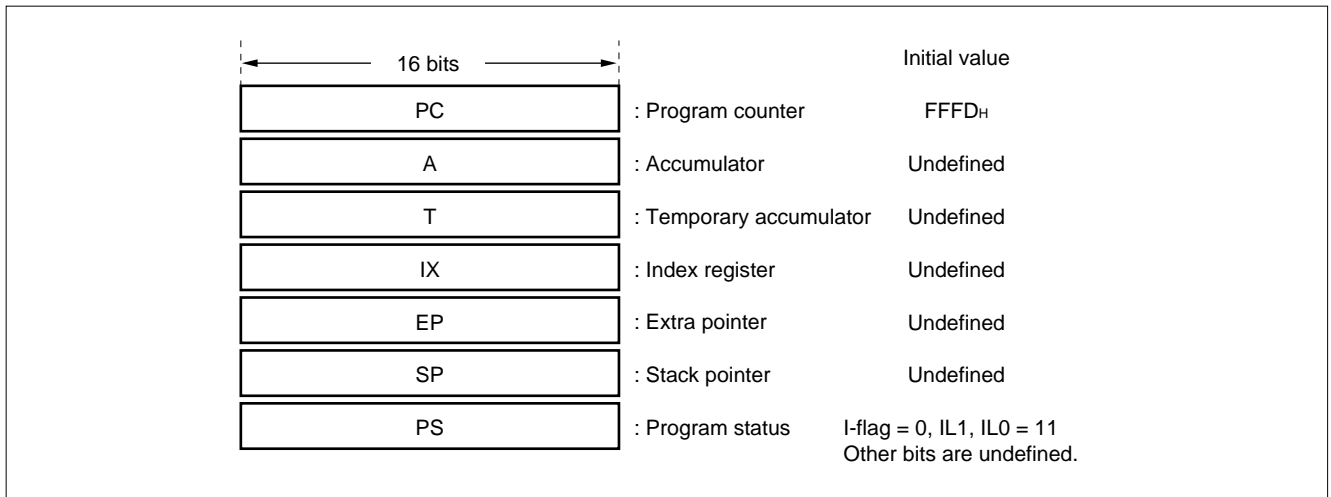 16 bits Initial value
PC : Program counter FFFDH
A : Accumulator Undefined
T : Temporary accumulator Undefined
IX : Index register Undefined
EP : Extra pointer Undefined
SP : Stack pointer Undefined
PS : Program status I-flag = 0, IL1, IL0 = 11
Other bits are undefined.